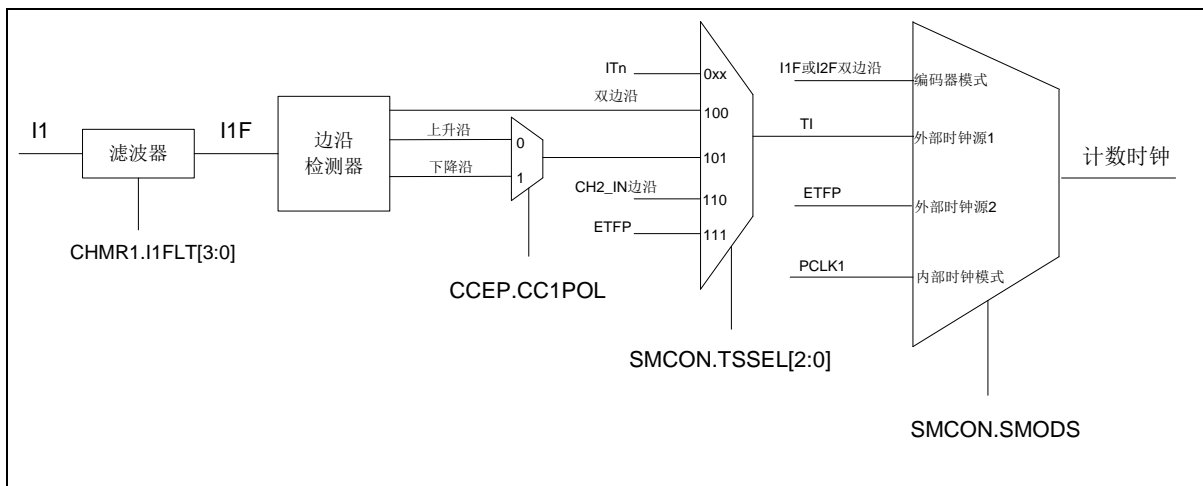 I1
滤波器
CHMR1.I1FLT[3:0]
I1F
边沿
检测器
双边沿
上升沿
下降沿
0
1
CCEP.CC1POL
ITn
CH2_IN边沿
ETFP
0xx
100
101
110
111
SMCON.TSSEL[2:0]
I1F或I2F双边沿
TI
ETFP
PCLK1
编码器模式
外部时钟源1
外部时钟源2
内部时钟模式
SMCON.SMODS
计数时钟